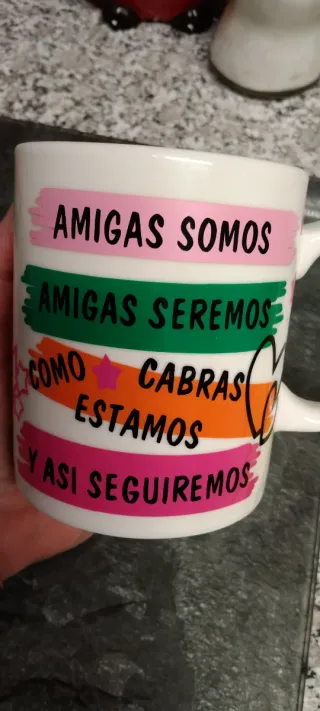 AMIGAS SOMOS
AMIGAS SEREMOS
COMO CABRAS
ESTAMOS
Y ASI SEGUIREMOS